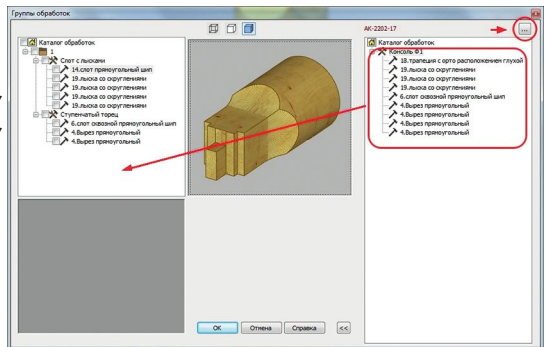 Группы обработок
АК-2202-17
...
Каталог обработок
1
Слот с лысками
14.слот прямоугольный шип
19.лыска со скруглениями
19.лыска со скруглениями
19.лыска со скруглениями
19.лыска со скруглениями
Ступенчатый торец
6.слот сквозной прямоугольный шип
4.Вырез прямоугольный
4.Вырез прямоугольный
Каталог обработок
Консоль Ф1
18.трапеция с орто расположением глухой
19.лыска со скруглениями
19.лыска со скруглениями
19.лыска со скруглениями
6.слот сквозной прямоугольный шип
4.Вырез прямоугольный
4.Вырез прямоугольный
4.Вырез прямоугольный
4.Вырез прямоугольный
ОК Отмена Справка <<